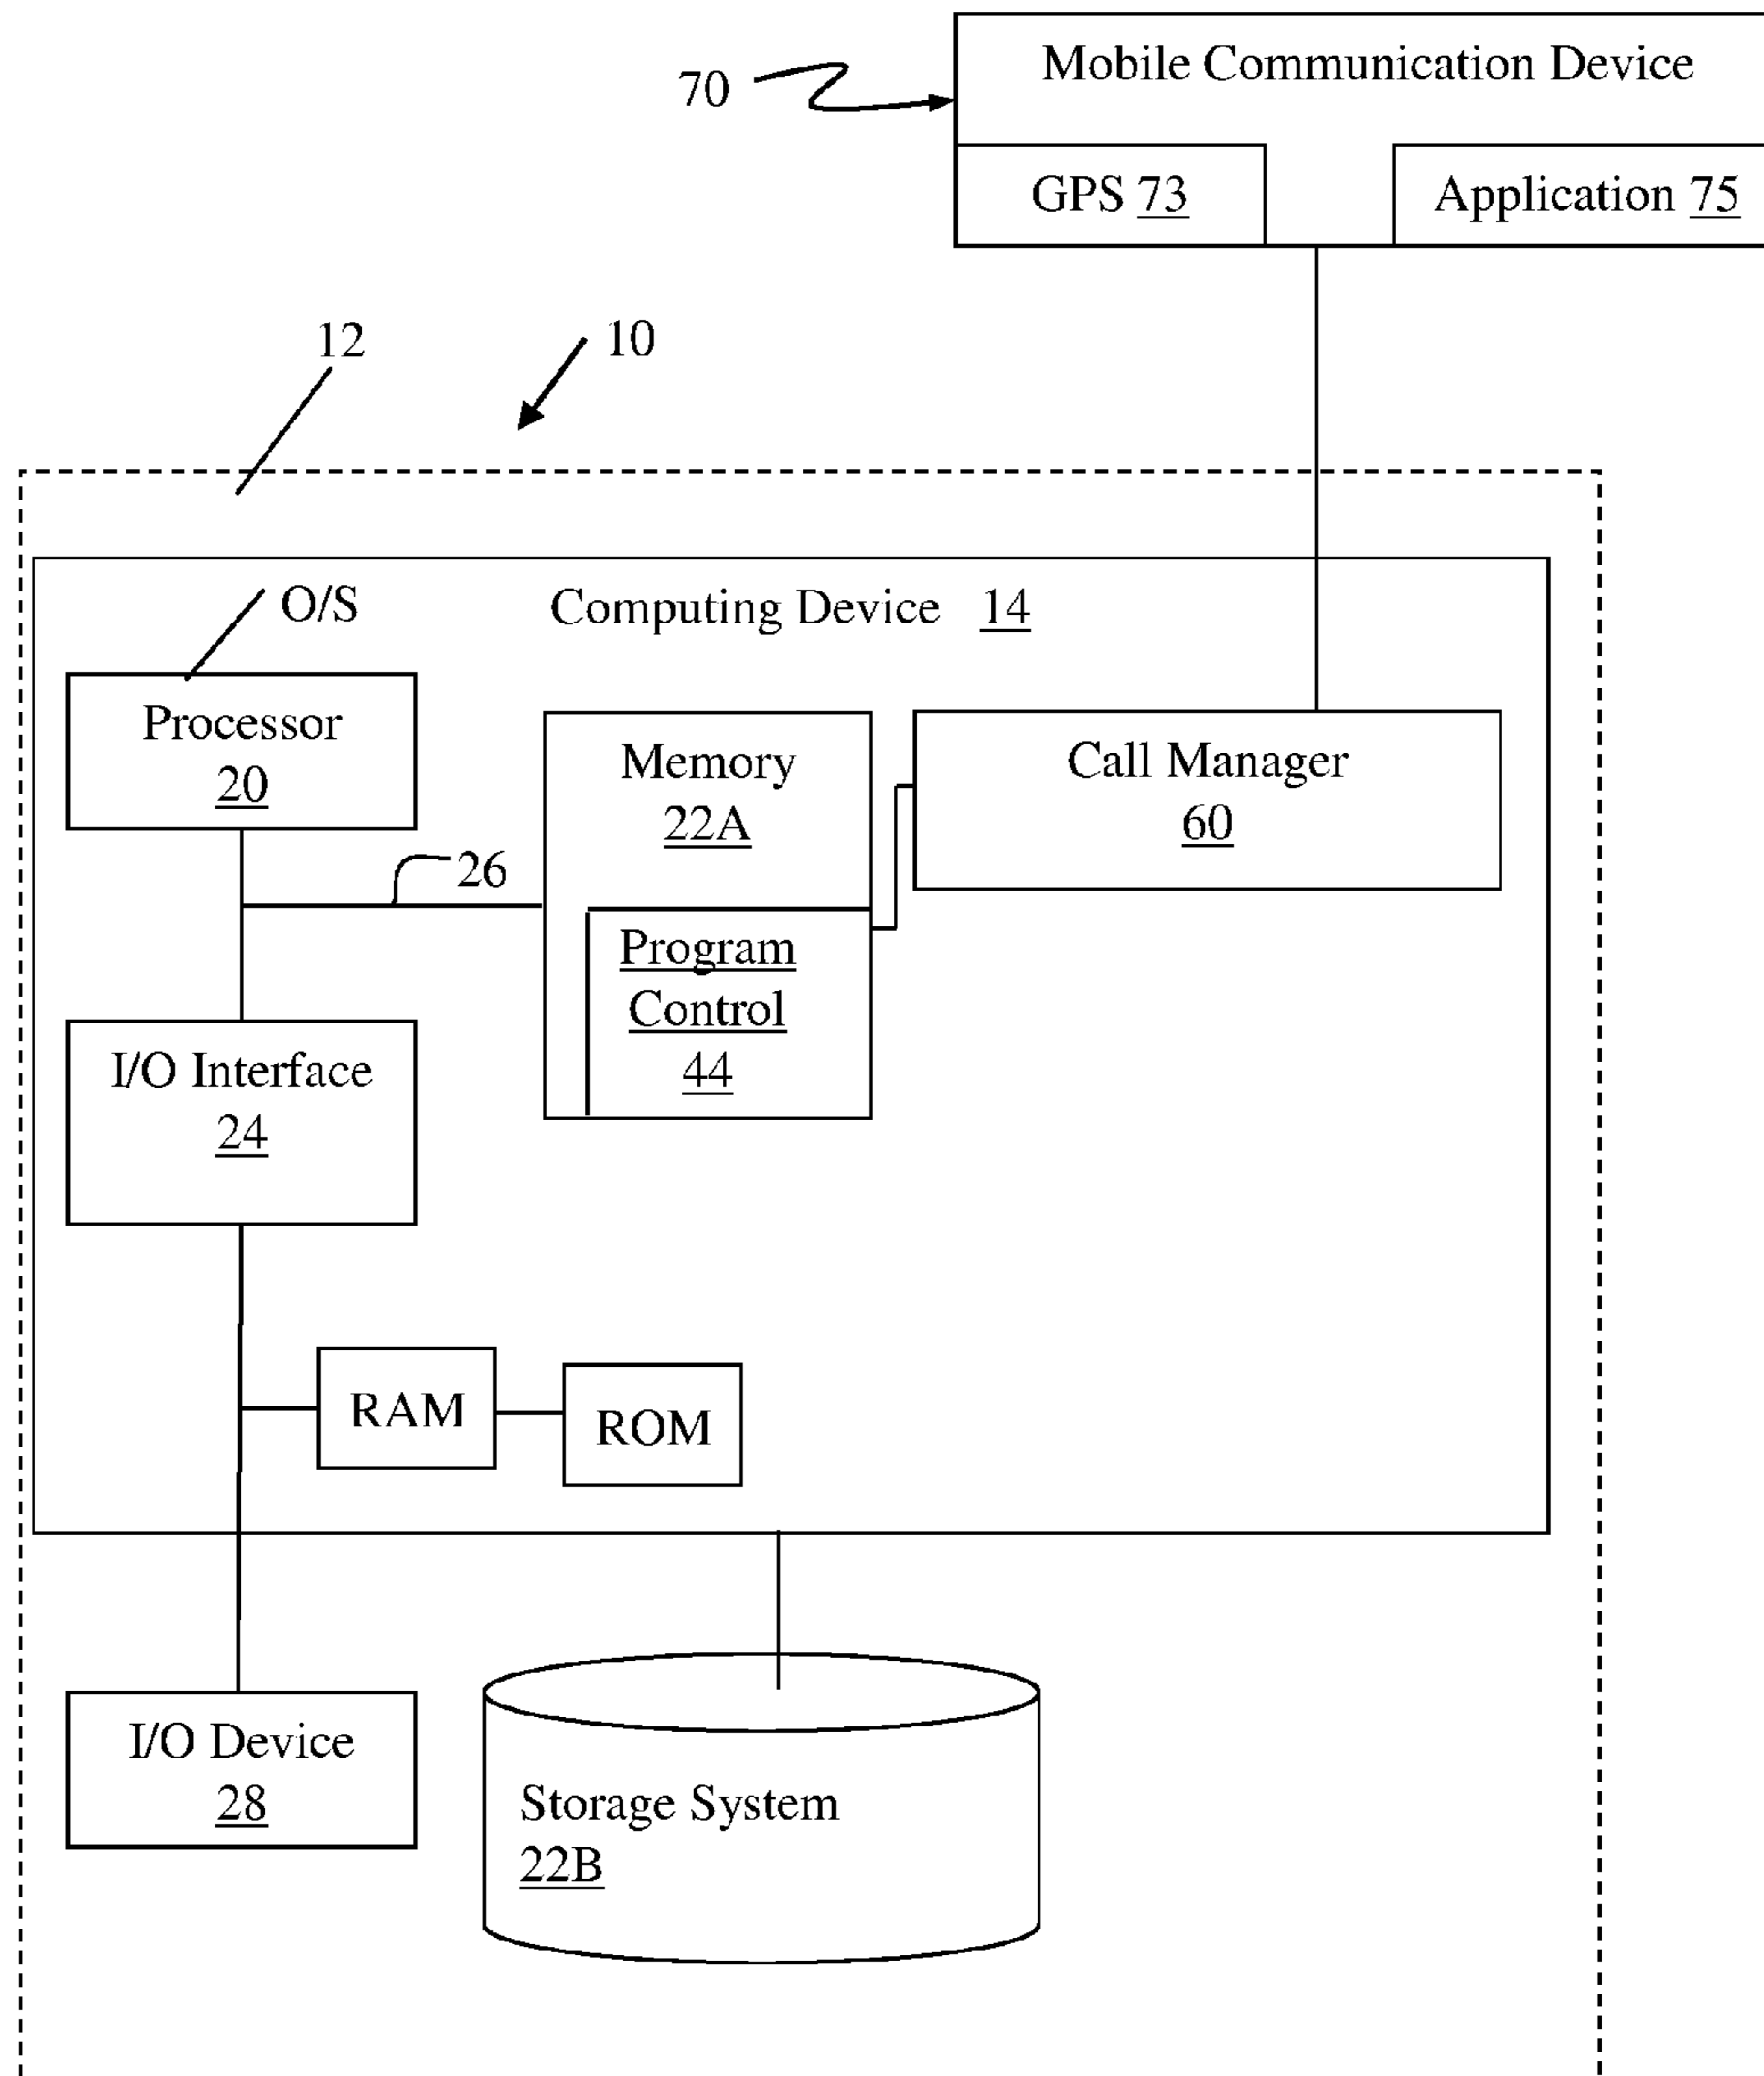 Mobile Communication Device
70
GPS 73
Application 75
12
10
O/S
Computing Device 14
Processor
20
Memory
22A
Call Manager
60
26
Program
Control
44
I/O Interface
24
RAM
ROM
I/O Device
28
Storage System
22B